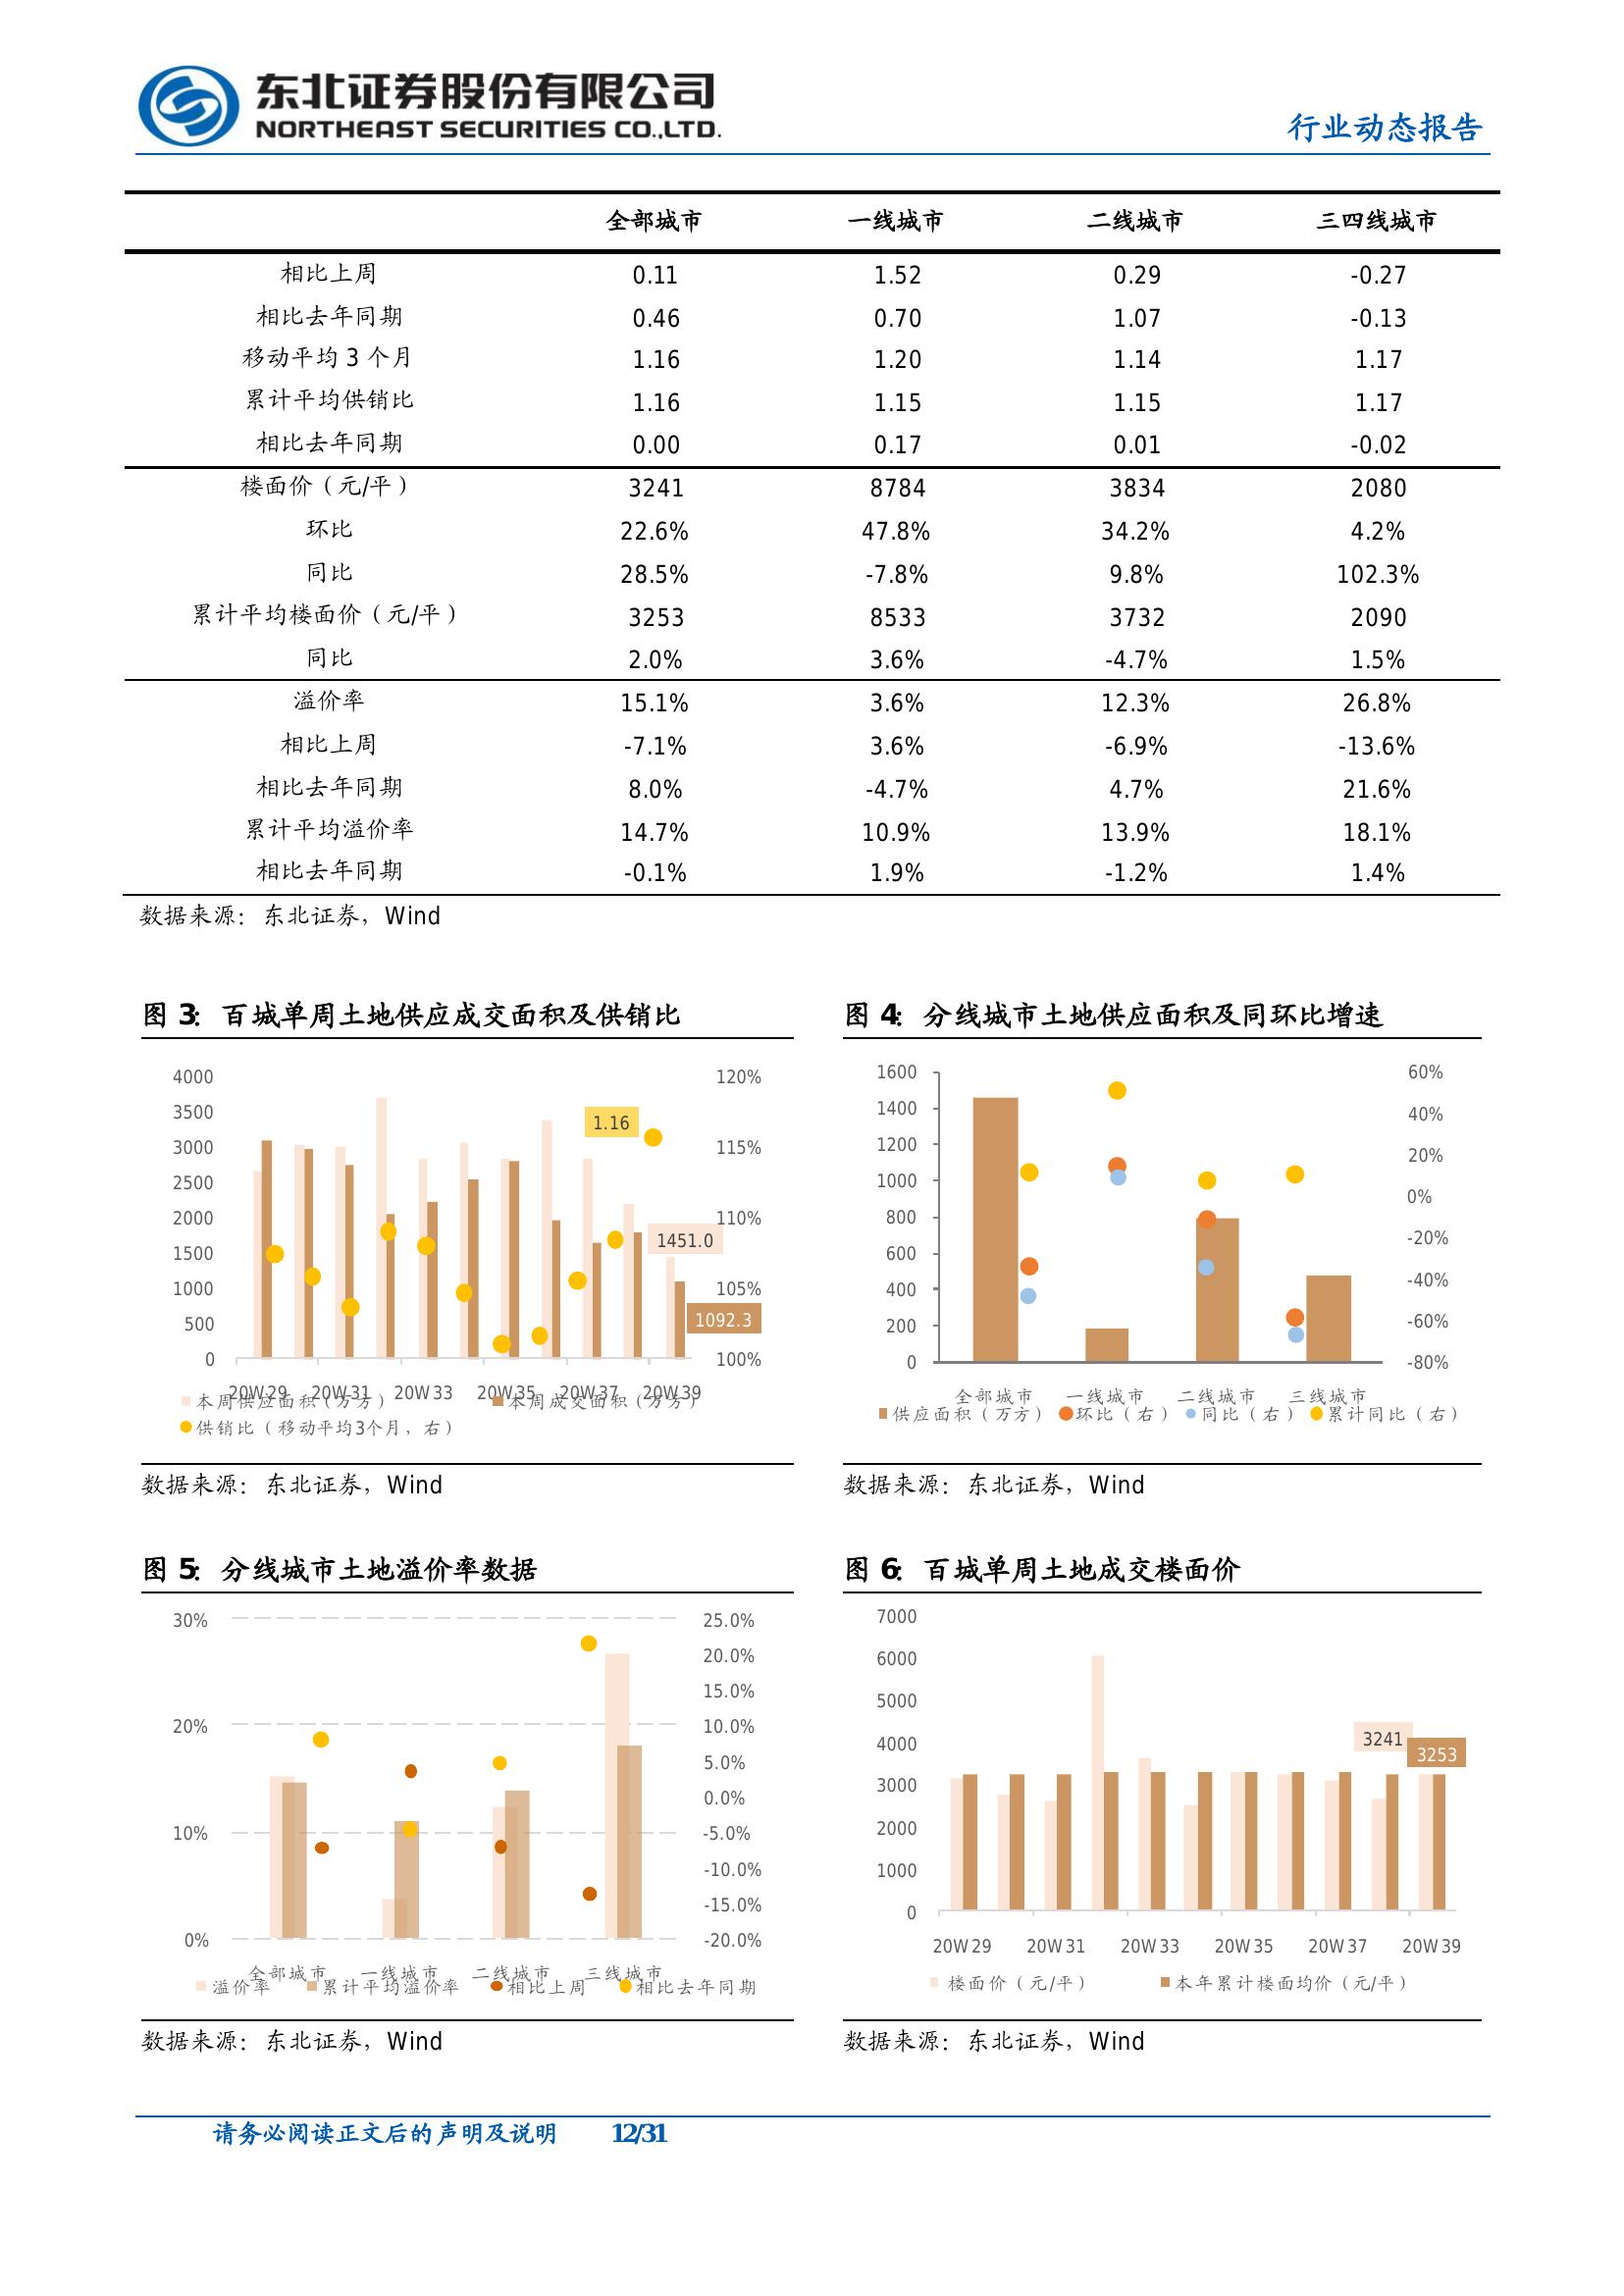 东北证券股份有限公司
NORTHEAST SECURITIES CO.,LTD.
行业动态报告
全部城市 一线城市 二线城市 三四线城市
相比上周 0.11 1.52 0.29 -0.27
相比去年同期 0.46 0.70 1.07 -0.13
移动平均 3 个月 1.16 1.20 1.14 1.17
累计平均供销比 1.16 1.15 1.15 1.17
相比去年同期 0.00 0.17 0.01 -0.02
楼面价（元/平） 3241 8784 3834 2080
环比 22.6% 47.8% 34.2% 4.2%
同比 28.5% -7.8% 9.8% 102.3%
累计平均楼面价（元/平） 3253 8533 3732 2090
同比 2.0% 3.6% -4.7% 1.5%
溢价率 15.1% 3.6% 12.3% 26.8%
相比上周 -7.1% 3.6% -6.9% -13.6%
相比去年同期 8.0% -4.7% 4.7% 21.6%
累计平均溢价率 14.7% 10.9% 13.9% 18.1%
相比去年同期 -0.1% 1.9% -1.2% 1.4%
数据来源：东北证券，Wind
图 3：百城单周土地供应成交面积及供销比
4000 120%
3500
1.16
3000 115%
2500
2000 110%
1451.0
1500
1000 105%
500 1092.3
0 100%
20W29 20W31 20W33 20W35 20W37 20W39
本周供应面积（万方） 本周成交面积（万方）
供销比（移动平均3个月，右）
数据来源：东北证券，Wind
图 4：分线城市土地供应面积及同环比增速
1600 60%
1400 40%
1200 20%
1000 0%
800 -20%
600 -40%
400 -60%
200 -80%
0
全部城市 一线城市 二线城市 三线城市
供应面积（万方） 环比（右） 同比（右） 累计同比（右）
数据来源：东北证券，Wind
图 5：分线城市土地溢价率数据
30% 25.0%
20.0%
15.0%
20% 10.0%
5.0%
0.0%
10% -5.0%
-10.0%
-15.0%
0% -20.0%
全部城市 一线城市 二线城市 三线城市
溢价率 累计平均溢价率 相比上周 相比去年同期
数据来源：东北证券，Wind
图 6：百城单周土地成交楼面价
7000
6000
5000
4000
3241
3253
3000
2000
1000
0
20W29 20W31 20W33 20W35 20W37 20W39
楼面价（元/平） 本年累计楼面均价（元/平）
数据来源：东北证券，Wind
请务必阅读正文后的声明及说明 12/31